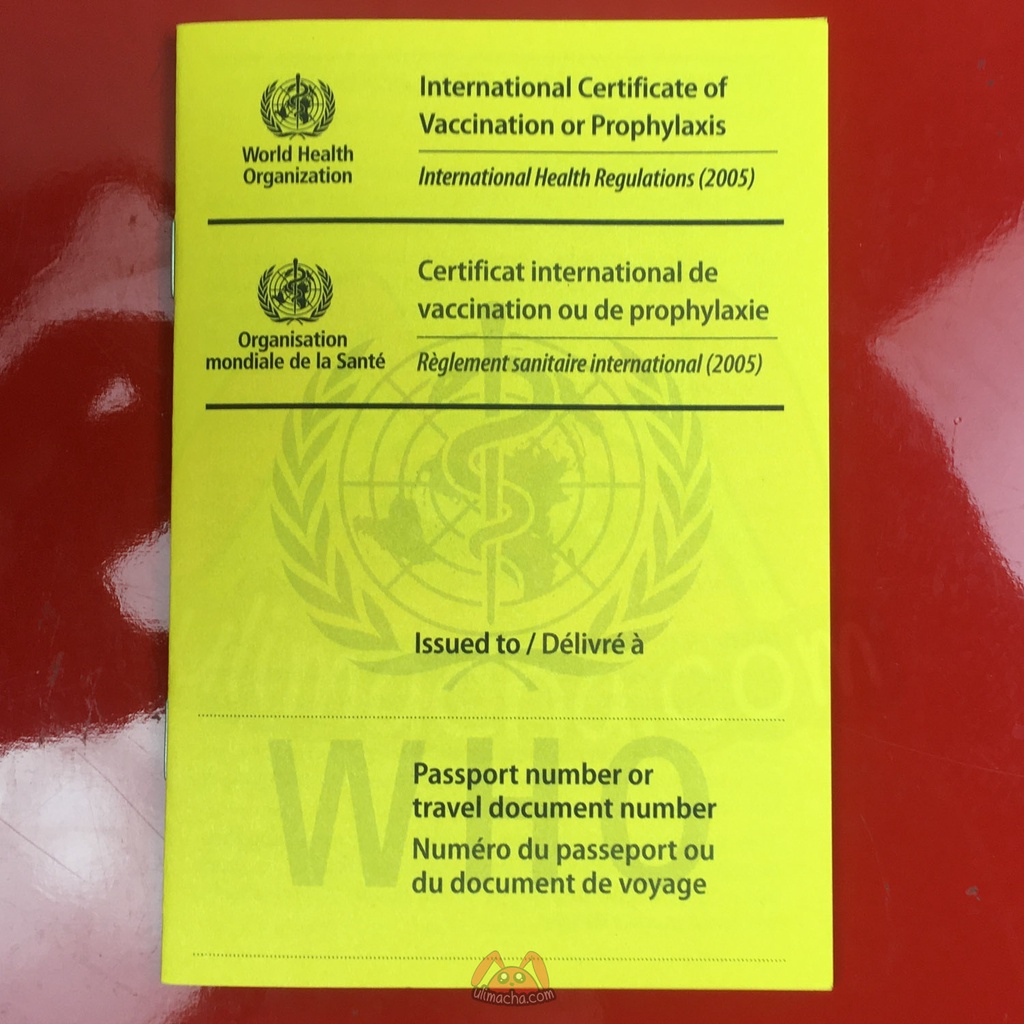 International Certificate of
Vaccination or Prophylaxis
World Health
Organization
International Health Regulations (2005)
Certificat international de
vaccination ou de prophylaxie
Organisation
mondiale de la Santé
Règlement sanitaire international (2005)
Issued to / Délivré à
ulimacha.com
WHO
Passport number or
travel document number
Numéro du passeport ou
du document de voyage
ulimacha.com